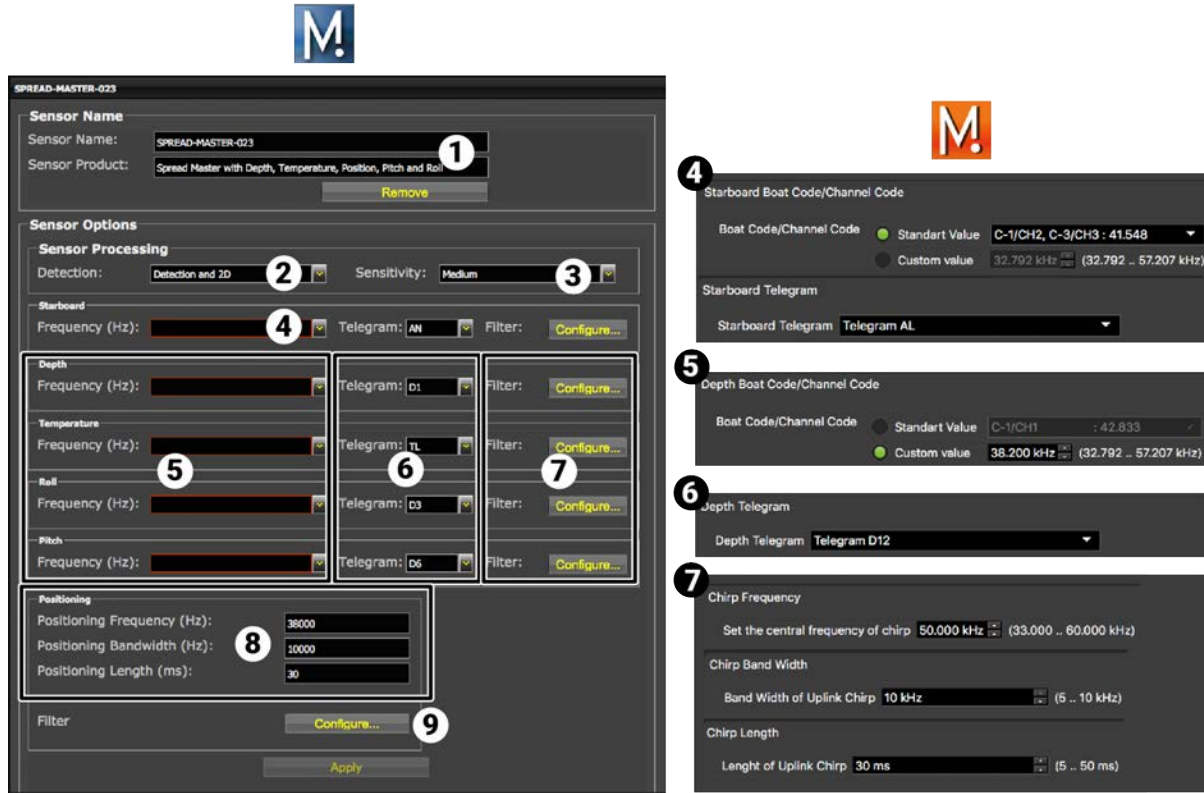 M!
SPREAD-MASTER-023
Sensor Name
Sensor Name: SPREAD-MASTER-023
Sensor Product: Spread Master with Depth, Temperature, Position, Pitch and Roll
1
Remove
Sensor Options
Sensor Processing
Detection: Detection and 2D 2 Sensitivity: Medium 3
Starboard
Frequency (Hz): 4 Telegram: AN Filter: Configure...
Depth
Frequency (Hz): Telegram: D1 Filter: Configure...
Temperature
Frequency (Hz): Telegram: TL Filter: Configure...
5 6 7
Roll
Frequency (Hz): Telegram: D3 Filter: Configure...
Pitch
Frequency (Hz): Telegram: D6 Filter: Configure...
Positioning
Positioning Frequency (Hz): 38000
Positioning Bandwidth (Hz): 8 10000
Positioning Length (ms): 30
Filter Configure... 9
Apply
M!
4
Starboard Boat Code/Channel Code
Boat Code/Channel Code Standart Value C-1/CH2, C-3/CH3 : 41.548
Custom value 32.792 kHz (32.792 .. 57.207 kHz)
Starboard Telegram
Starboard Telegram Telegram AL
5
Depth Boat Code/Channel Code
Boat Code/Channel Code Standart Value C-1/CH1 : 42.833
Custom value 38.200 kHz (32.792 .. 57.207 kHz)
6
Depth Telegram
Depth Telegram Telegram D12
7
Chirp Frequency
Set the central frequency of chirp 50.000 kHz (33.000 .. 60.000 kHz)
Chirp Band Width
Band Width of Uplink Chirp 10 kHz (5 .. 10 kHz)
Chirp Length
Lenght of Uplink Chirp 30 ms (5 .. 50 ms)